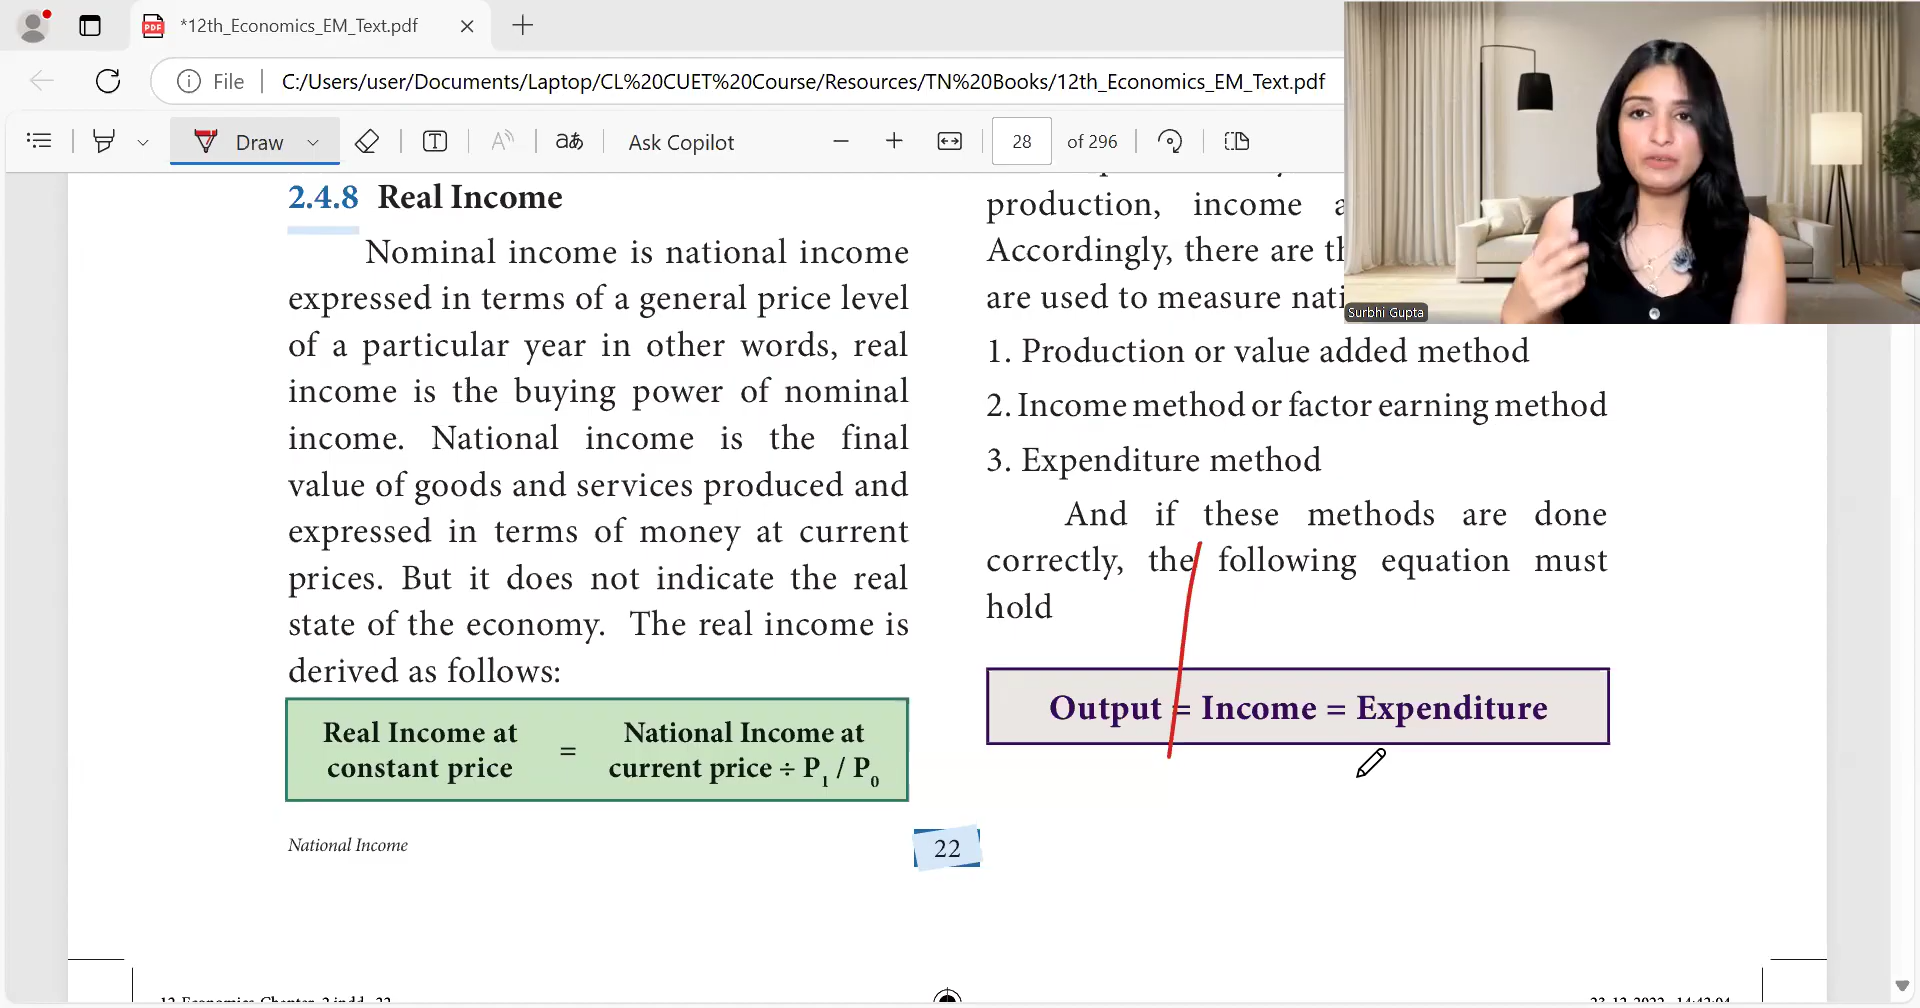 *12th_Economics_EM_Text.pdf
File
C:/Users/user/Documents/Laptop/CL%20CUET%20Course/Resources/TN%20Books/12th_Economics_EM_Text.pdf
Draw
Ask Copilot
28 of 296
Surbhi Gupta
2.4.8 Real Income
Nominal income is national income
expressed in terms of a general price level
of a particular year in other words, real
income is the buying power of nominal
income. National income is the final
value of goods and services produced and
expressed in terms of money at current
prices. But it does not indicate the real
state of the economy. The real income is
derived as follows:
Real Income at constant price = National Income at current price ÷ P1 / P0
production, income
Accordingly, there are
are used to measure
1. Production or value added method
2. Income method or factor earning method
3. Expenditure method
And if these methods are done
correctly, the following equation must
hold
Output = Income = Expenditure
National Income
22